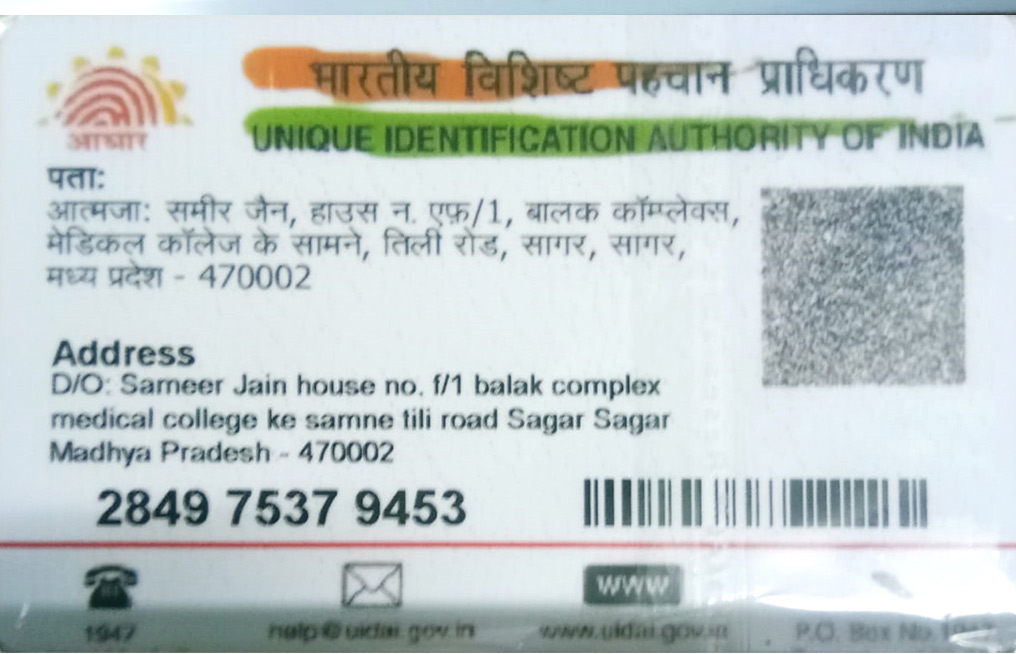 आधार
भारतीय विशिष्ट पहचान प्राधिकरण
UNIQUE IDENTIFICATION AUTHORITY OF INDIA
पता:
आत्मजा: समीर जैन, हाउस न. एफ़/1, बालक कॉम्प्लेक्स,
मेडिकल कॉलेज के सामने, तिली रोड, सागर, सागर,
मध्य प्रदेश - 470002
Address
D/O: Sameer Jain house no. f/1 balak complex
medical college ke samne tili road Sagar Sagar
Madhya Pradesh - 470002
2849 7537 9453
www
1947
help@uidai.gov.in
www.uidai.gov.in
P.O. Box No.